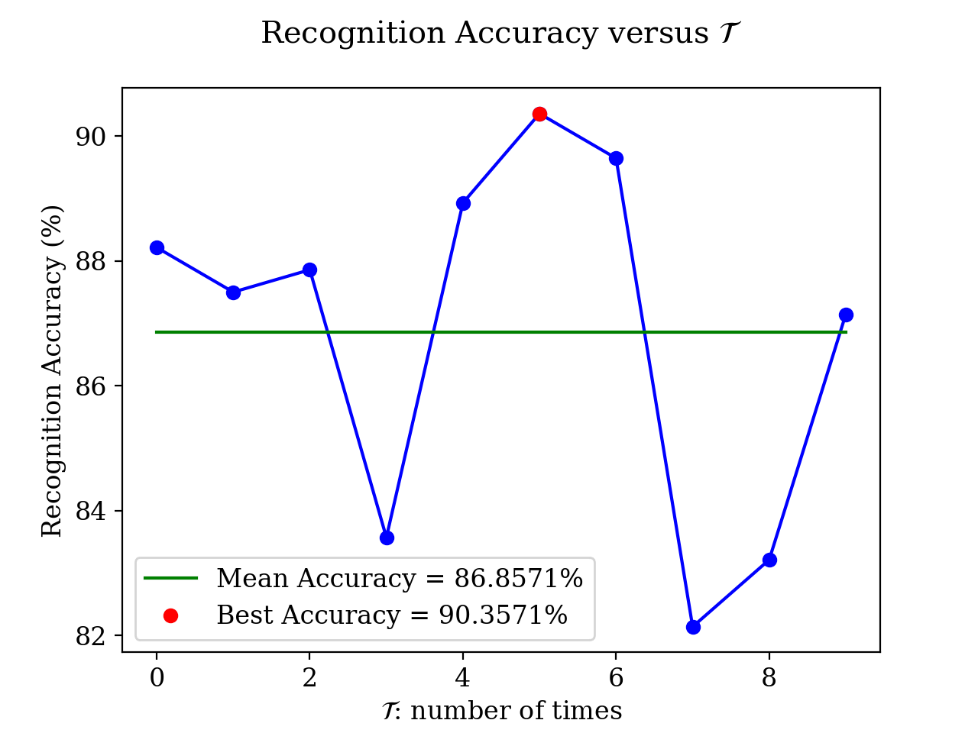 Recognition Accuracy versus 𝒯
Recognition Accuracy (%)
90
88
86
84
82
Mean Accuracy = 86.8571%
Best Accuracy = 90.3571%
0 2 4 6 8
𝒯: number of times